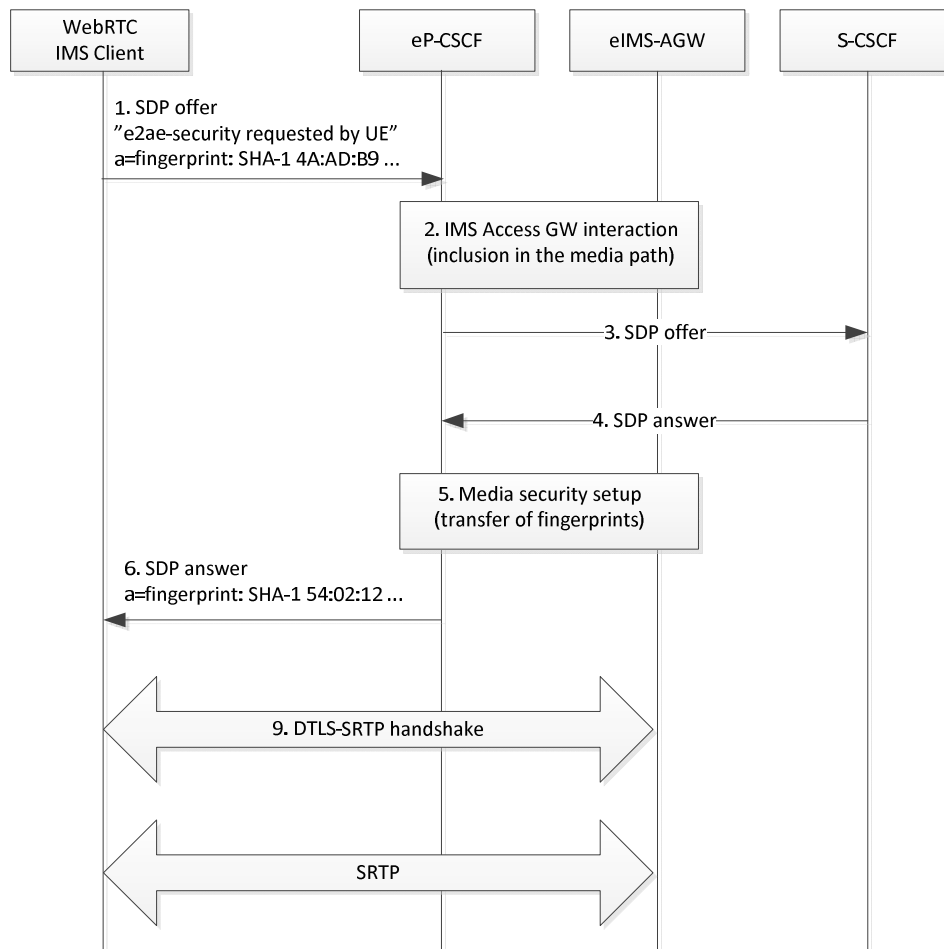 WebRTC
IMS Client
eP-CSCF
eIMS-AGW
S-CSCF
1. SDP offer
”e2ae-security requested by UE”
a=fingerprint: SHA-1 4A:AD:B9 ...
2. IMS Access GW interaction
(inclusion in the media path)
3. SDP offer
4. SDP answer
5. Media security setup
(transfer of fingerprints)
6. SDP answer
a=fingerprint: SHA-1 54:02:12 ...
9. DTLS-SRTP handshake
SRTP